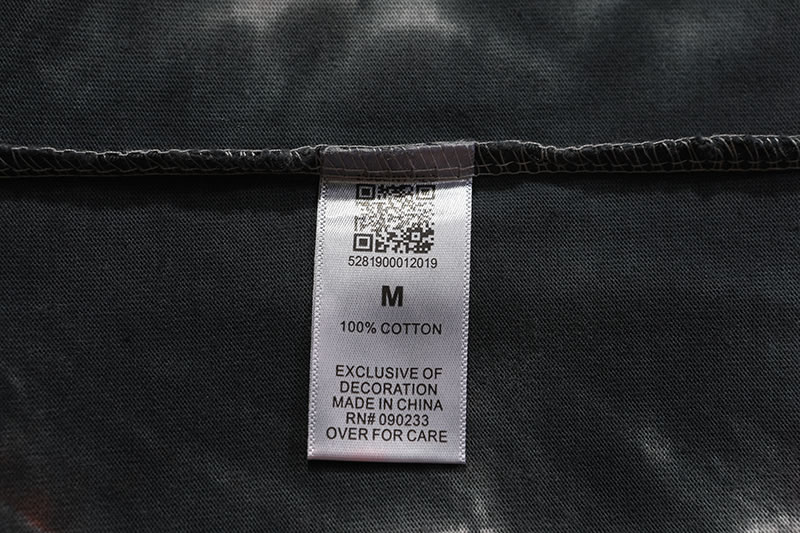 5281900012019
M
100% COTTON
EXCLUSIVE OF
DECORATION
MADE IN CHINA
RN# 090233
OVER FOR CARE